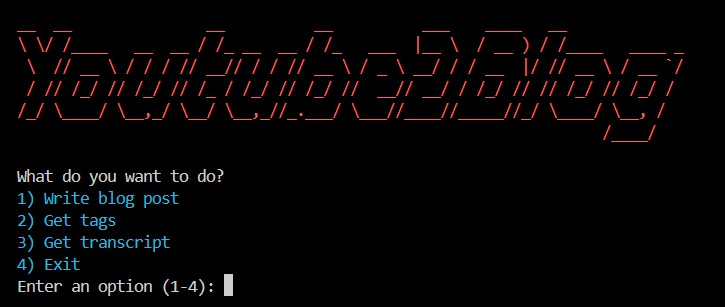 Youtube2Blog
What do you want to do?
1) Write blog post
2) Get tags
3) Get transcript
4) Exit
Enter an option (1-4):